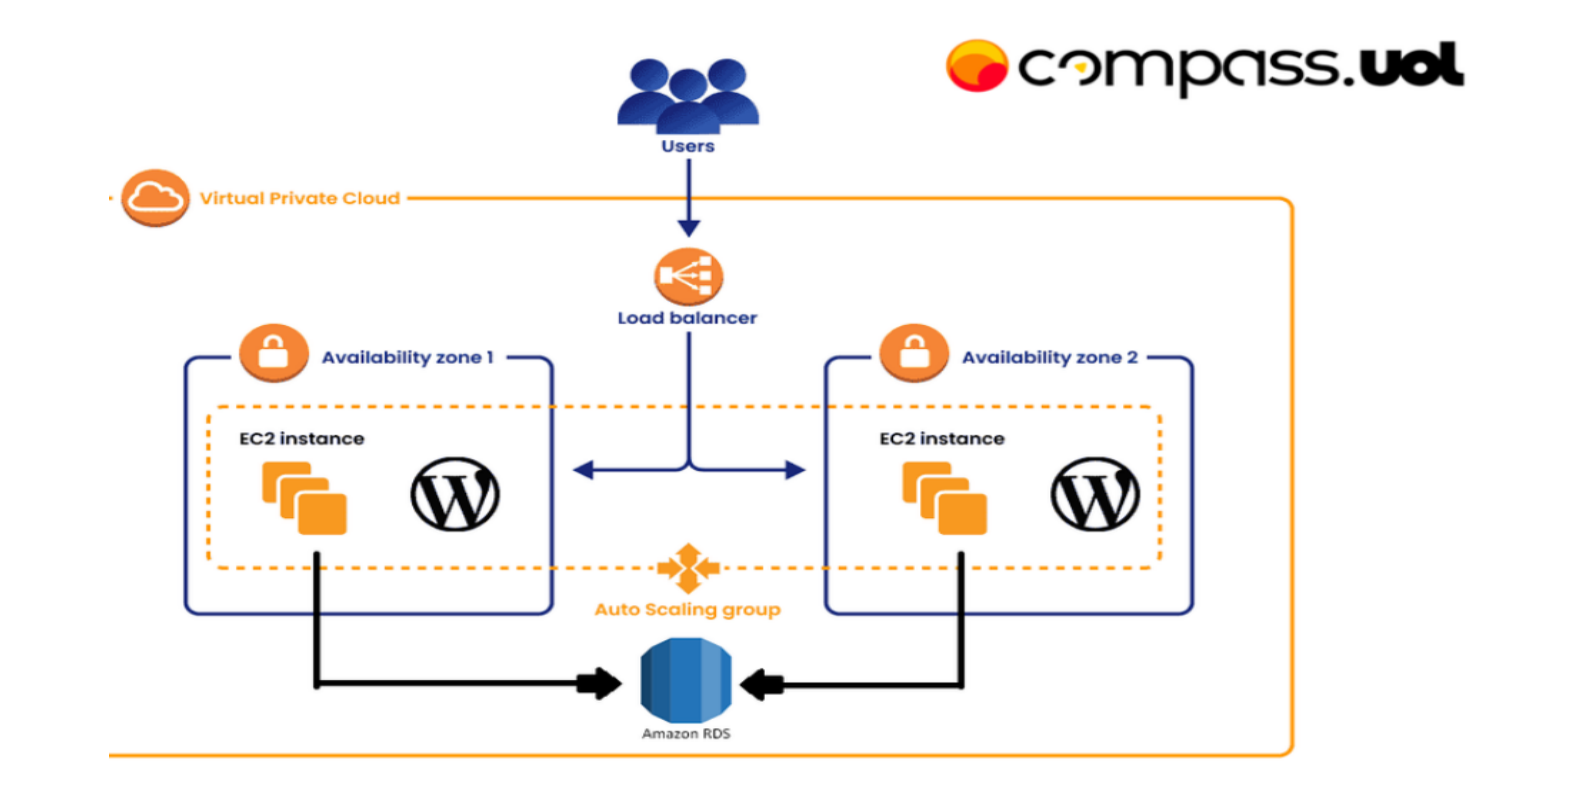 compass.uol
Users
Virtual Private Cloud
Load balancer
Availability zone 1
Availability zone 2
EC2 instance
EC2 instance
Auto Scaling group
Amazon RDS